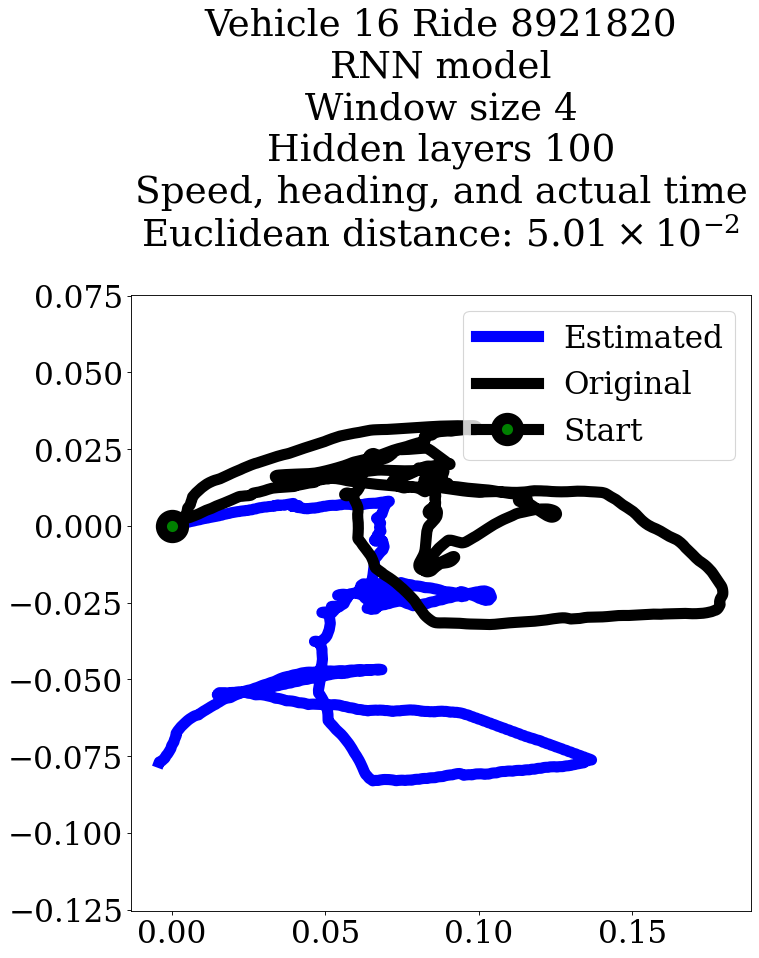 Vehicle 16 Ride 8921820
RNN model
Window size 4
Hidden layers 100
Speed, heading, and actual time
Euclidean distance: 5.01 × 10⁻²
Estimated
Original
Start
0.075
0.050
0.025
0.000
−0.025
−0.050
−0.075
−0.100
−0.125
0.00 0.05 0.10 0.15